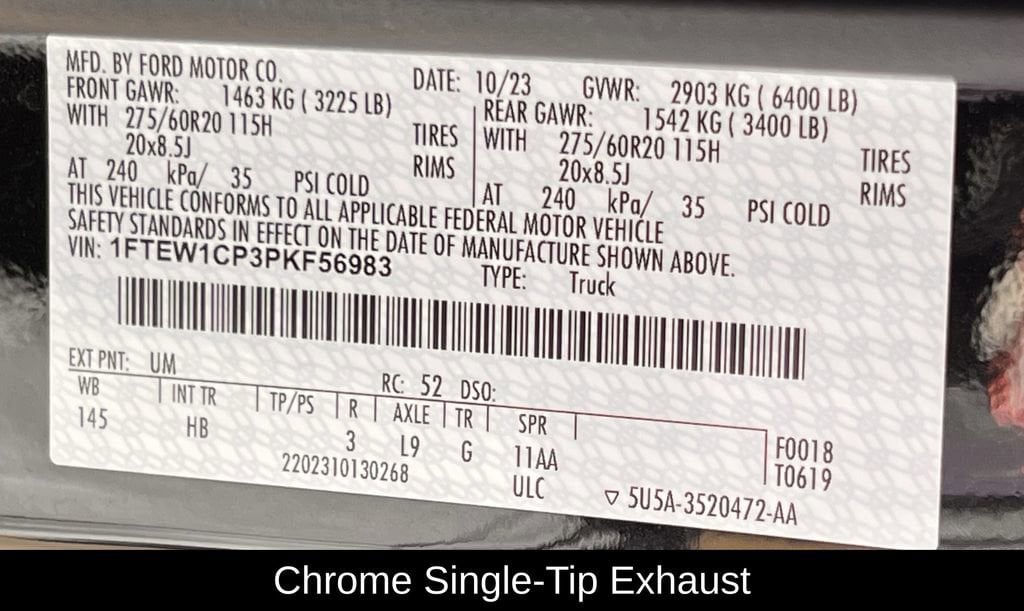 MFD. BY FORD MOTOR CO.
DATE: 10/23 GVWR: 2903 KG ( 6400 LB)
FRONT GAWR: 1463 KG ( 3225 LB)
WITH 275/60R20 115H TIRES
20x8.5J RIMS
AT 240 kPa/ 35 PSI COLD
REAR GAWR: 1542 KG ( 3400 LB)
WITH 275/60R20 115H TIRES
20x8.5J RIMS
AT 240 kPa/ 35 PSI COLD
THIS VEHICLE CONFORMS TO ALL APPLICABLE FEDERAL MOTOR VEHICLE
SAFETY STANDARDS IN EFFECT ON THE DATE OF MANUFACTURE SHOWN ABOVE.
VIN: 1FTEW1CP3PKF56983 TYPE: Truck
EXT PNT: UM RC: 52 DSO:
WB INT TR TP/PS R AXLE TR SPR
145 HB 3 L9 G 11AA
F0018
T0619
2202310130268 ULC ▽ 5U5A-3520472-AA
Chrome Single-Tip Exhaust